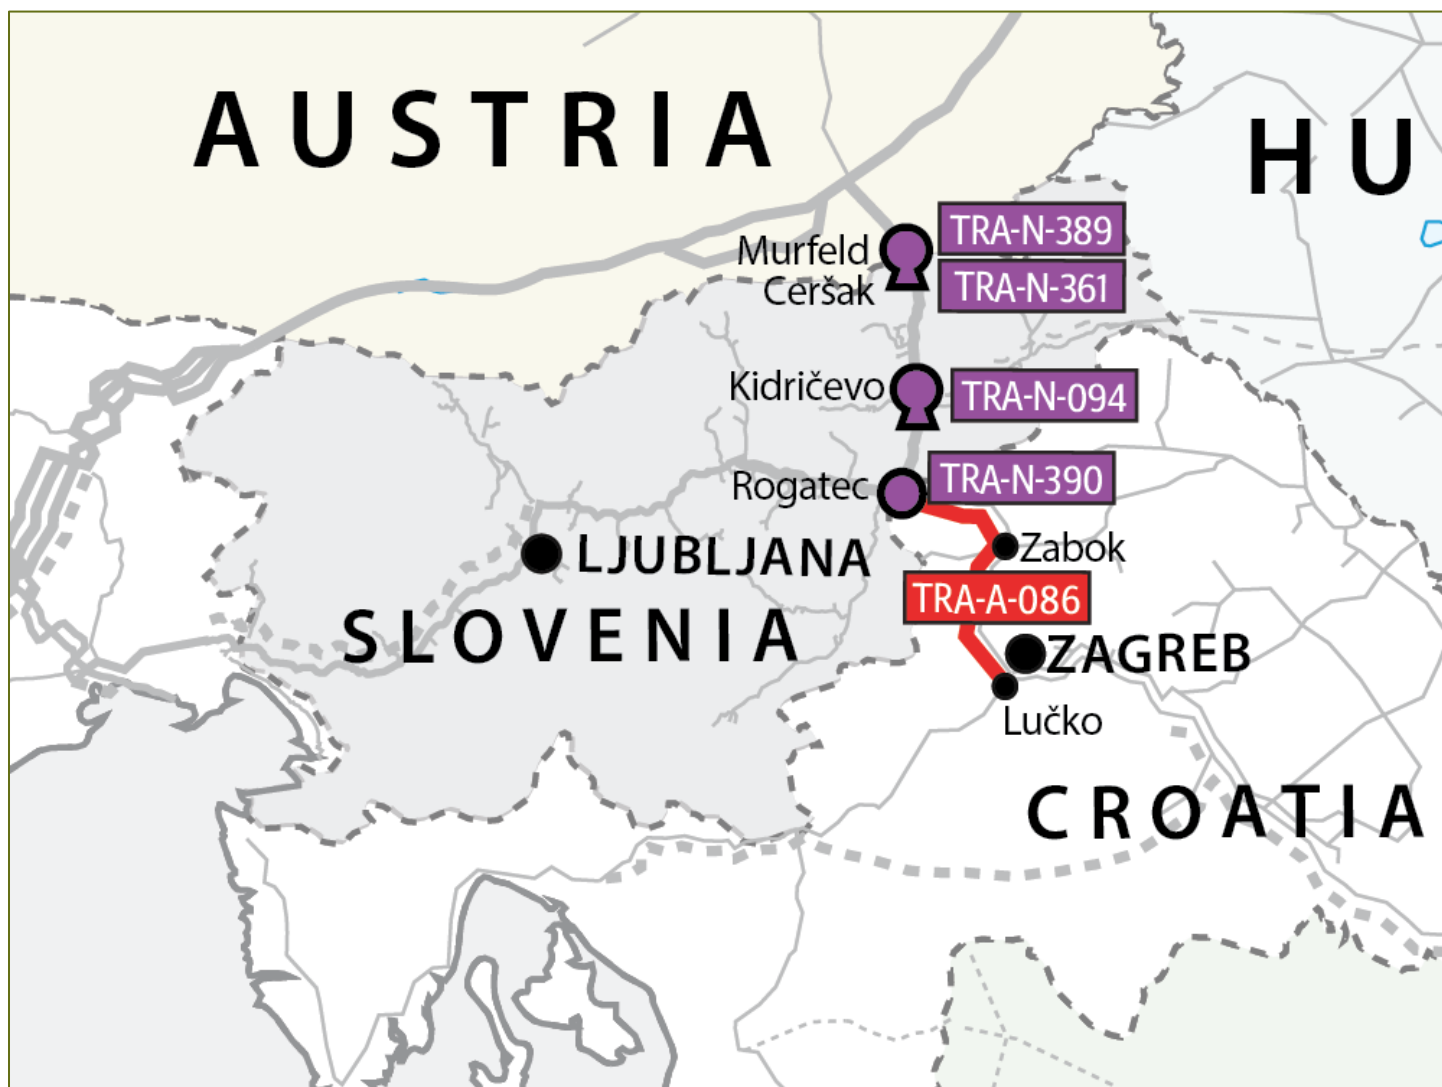 AUSTRIA
HU
TRA-N-389
Murfeld
Ceršak
TRA-N-361
Kidričevo
TRA-N-094
Rogatec
TRA-N-390
Zabok
LJUBLJANA
TRA-A-086
SLOVENIA
ZAGREB
Lučko
CROATIA